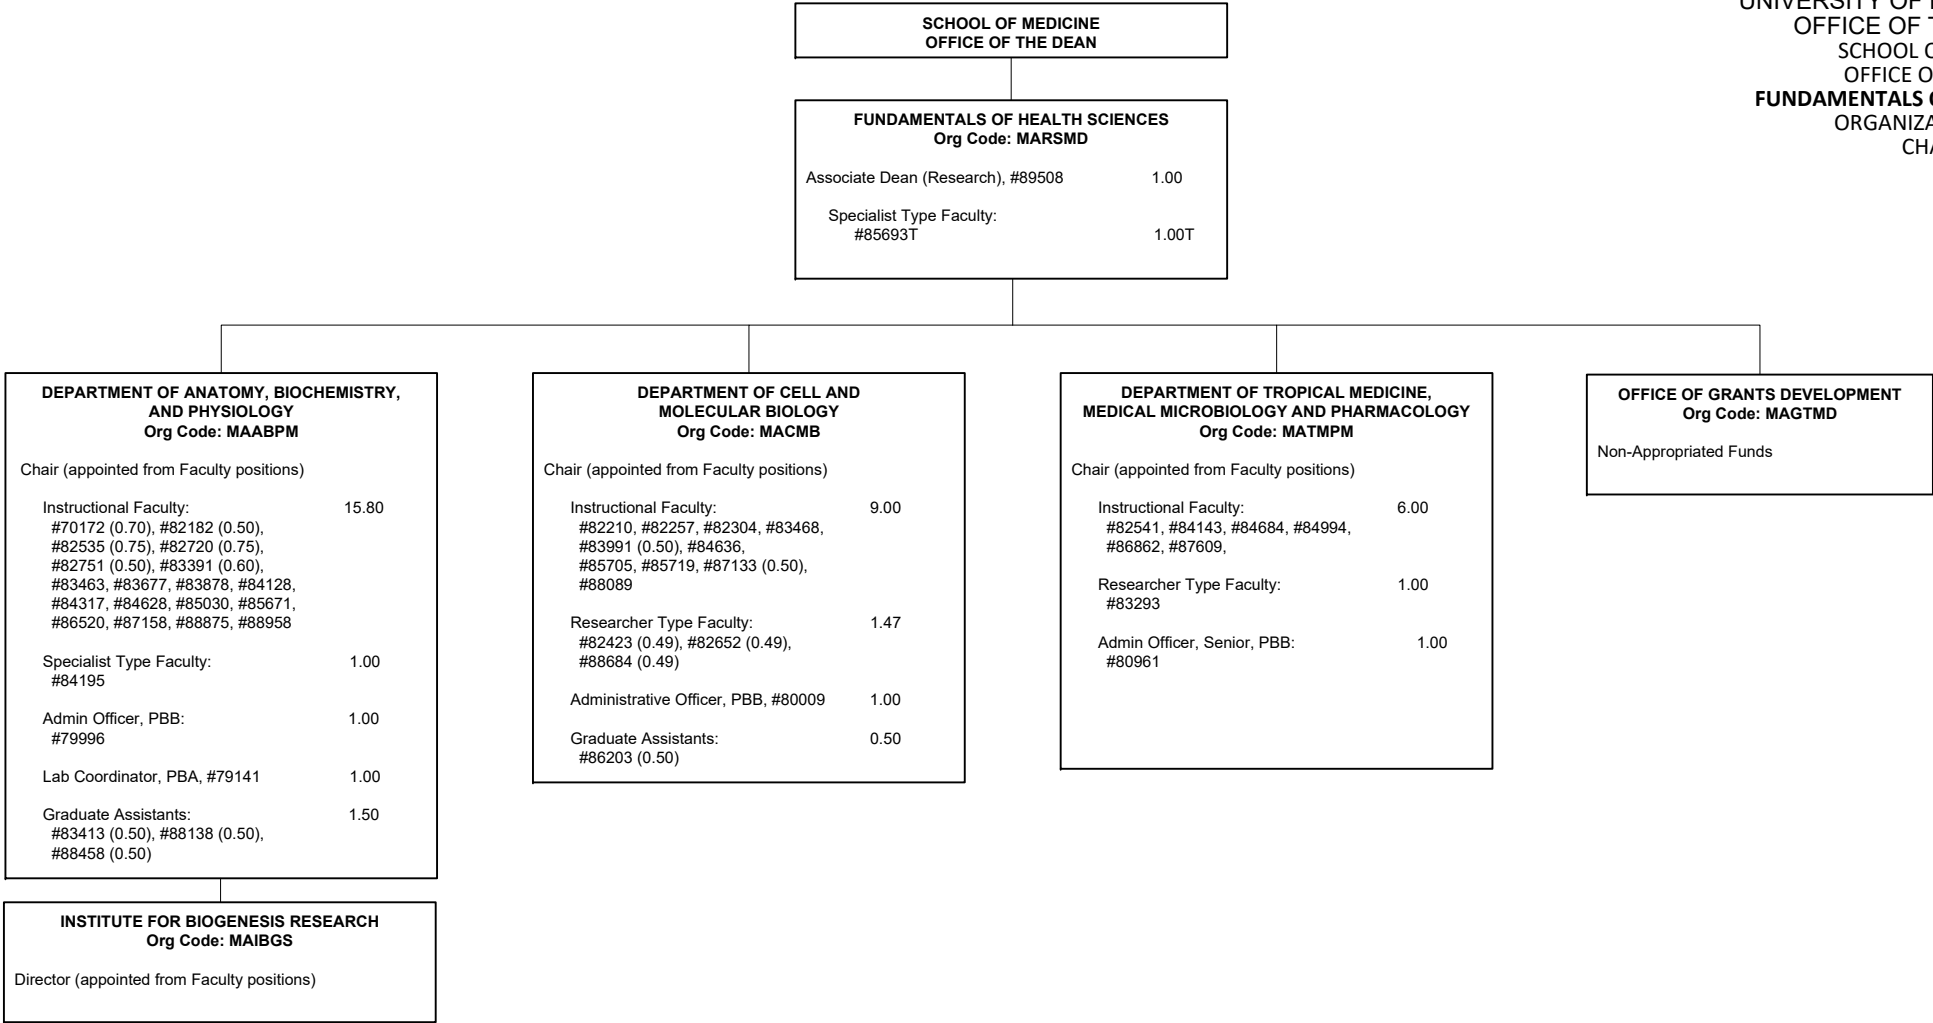 SCHOOL OF MEDICINE
OFFICE OF THE DEAN
UNIVERSITY OF
OFFICE OF
SCHOOL
OFFICE
FUNDAMENTALS
FUNDAMENTALS OF HEALTH SCIENCES
Org Code: MARSMD
Associate Dean (Research), #89508 1.00
Specialist Type Faculty:
#85693T 1.00T
DEPARTMENT OF ANATOMY, BIOCHEMISTRY,
AND PHYSIOLOGY
Org Code: MAABPM
Chair (appointed from Faculty positions)
Instructional Faculty: 15.80
#70172 (0.70), #82182 (0.50),
#82535 (0.75), #82720 (0.75),
#82751 (0.50), #83391 (0.60),
#83463, #83677, #83878, #84128,
#84317, #84628, #85030, #85671,
#86520, #87158, #88875, #88958
Specialist Type Faculty: 1.00
#84195
Admin Officer, PBB: 1.00
#79996
Lab Coordinator, PBA, #79141 1.00
Graduate Assistants: 1.50
#83413 (0.50), #88138 (0.50),
#88458 (0.50)
INSTITUTE FOR BIOGENESIS RESEARCH
Org Code: MAIBGS
Director (appointed from Faculty positions)
DEPARTMENT OF CELL AND
MOLECULAR BIOLOGY
Org Code: MACMB
Chair (appointed from Faculty positions)
Instructional Faculty: 9.00
#82210, #82257, #82304, #83468,
#83991 (0.50), #84636,
#85705, #85719, #87133 (0.50),
#88089
Researcher Type Faculty: 1.47
#82423 (0.49), #82652 (0.49),
#88684 (0.49)
Administrative Officer, PBB, #80009 1.00
Graduate Assistants: 0.50
#86203 (0.50)
DEPARTMENT OF TROPICAL MEDICINE,
MEDICAL MICROBIOLOGY AND PHARMACOLOGY
Org Code: MATMPM
Chair (appointed from Faculty positions)
Instructional Faculty: 6.00
#82541, #84143, #84684, #84994,
#86862, #87609,
Researcher Type Faculty: 1.00
#83293
Admin Officer, Senior, PBB: 1.00
#80961
OFFICE OF GRANTS DEVELOPMENT
Org Code: MAGTMD
Non-Appropriated Funds